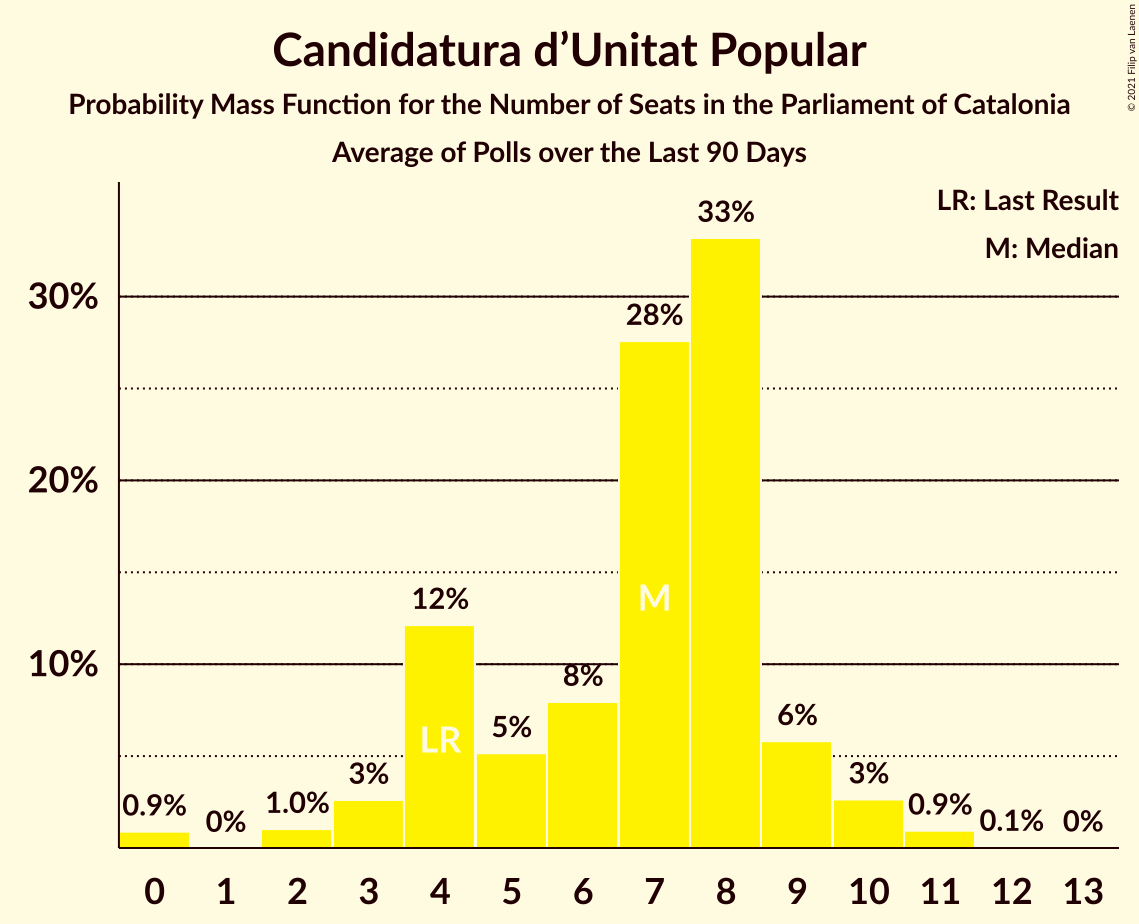 Candidatura d’Unitat Popular
Probability Mass Function for the Number of Seats in the Parliament of Catalonia
Average of Polls over the Last 90 Days
© 2021 Filip van Laenen
LR: Last Result
M: Median
30%
20%
10%
0.9%
0%
1.0%
3%
12%
5%
8%
28%
33%
6%
3%
0.9%
0.1%
0%
LR
M
0 1 2 3 4 5 6 7 8 9 10 11 12 13